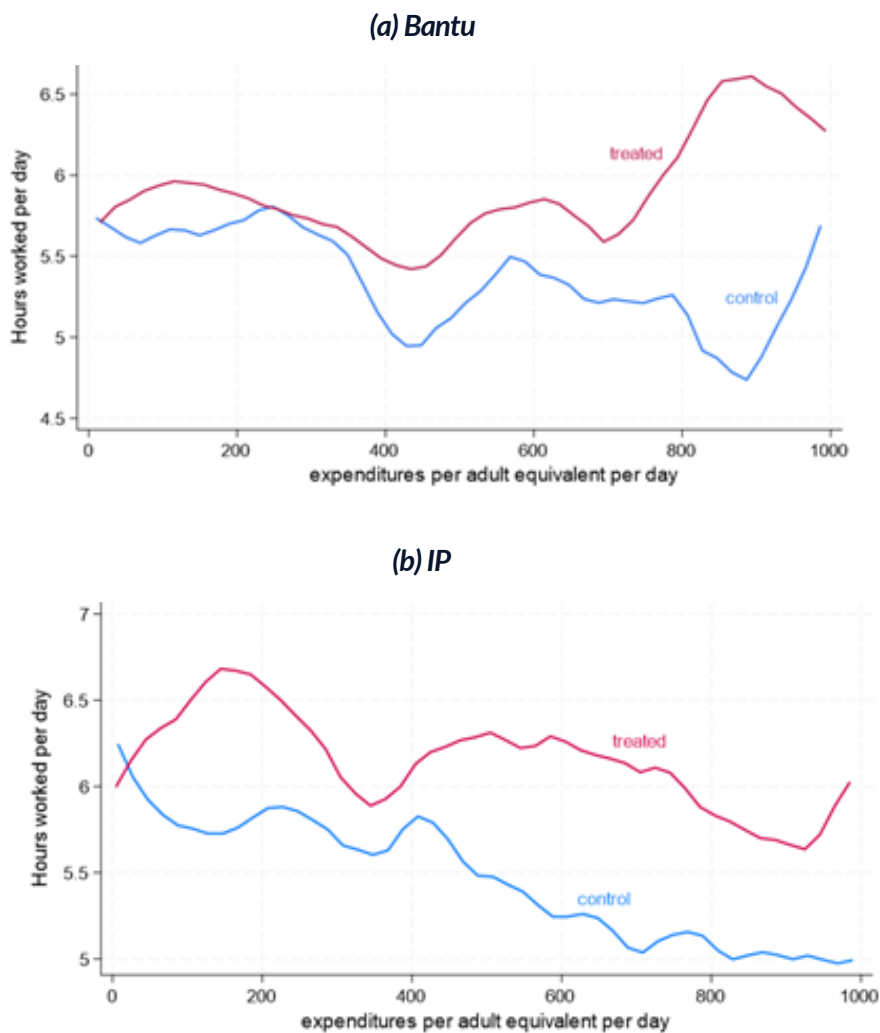 (a) Bantu
Hours worked per day
6.5
6
5.5
5
4.5
treated
control
0 200 400 600 800 1000
expenditures per adult equivalent per day
(b) IP
Hours worked per day
7
6.5
6
5.5
5
treated
control
0 200 400 600 800 1000
expenditures per adult equivalent per day